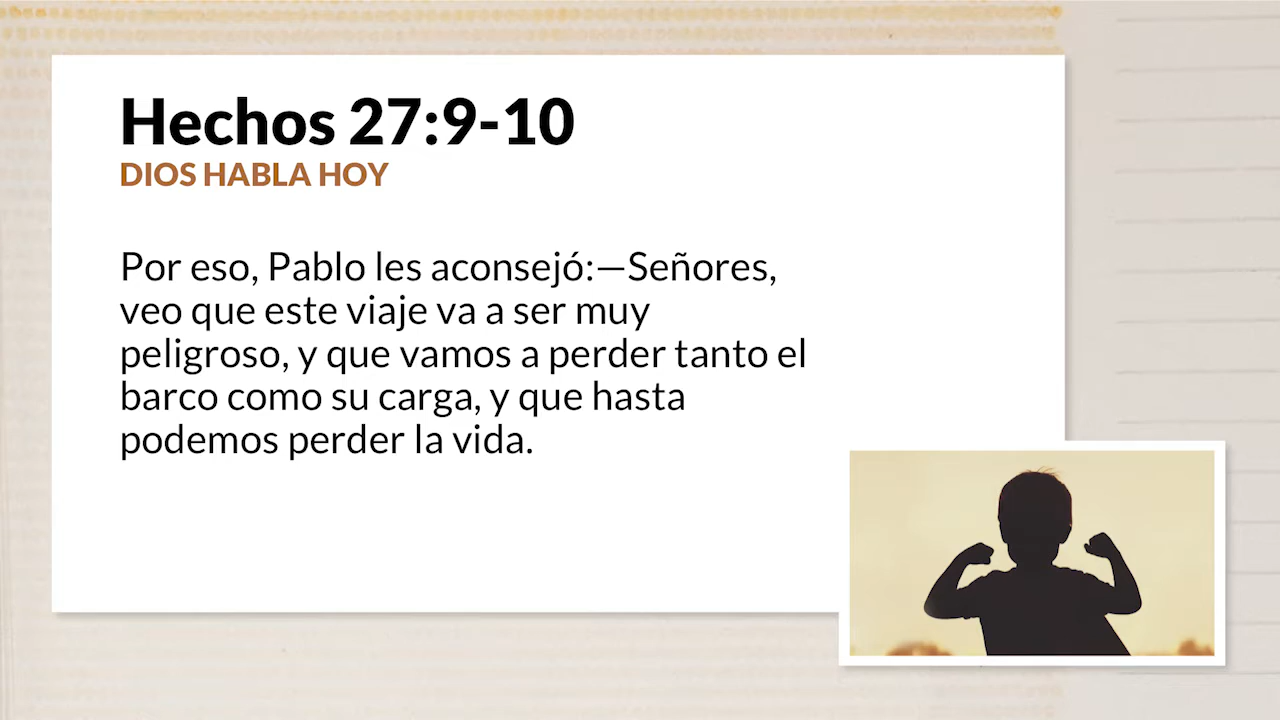 Hechos 27:9-10
DIOS HABLA HOY
Por eso, Pablo les aconsejó:—Señores,
veo que este viaje va a ser muy
peligroso, y que vamos a perder tanto el
barco como su carga, y que hasta
podemos perder la vida.